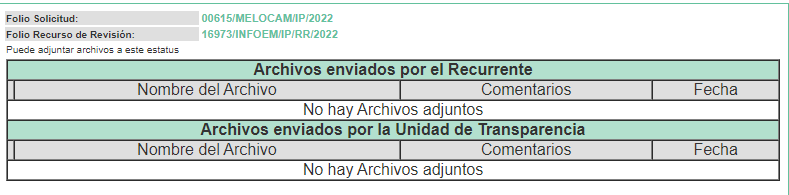 Folio Solicitud: 00615/MELOCAM/IP/2022
Folio Recurso de Revisión: 16973/INFOEM/IP/RR/2022
Puede adjuntar archivos a este estatus
Archivos enviados por el Recurrente
Nombre del Archivo Comentarios Fecha
No hay Archivos adjuntos
Archivos enviados por la Unidad de Transparencia
Nombre del Archivo Comentarios Fecha
No hay Archivos adjuntos